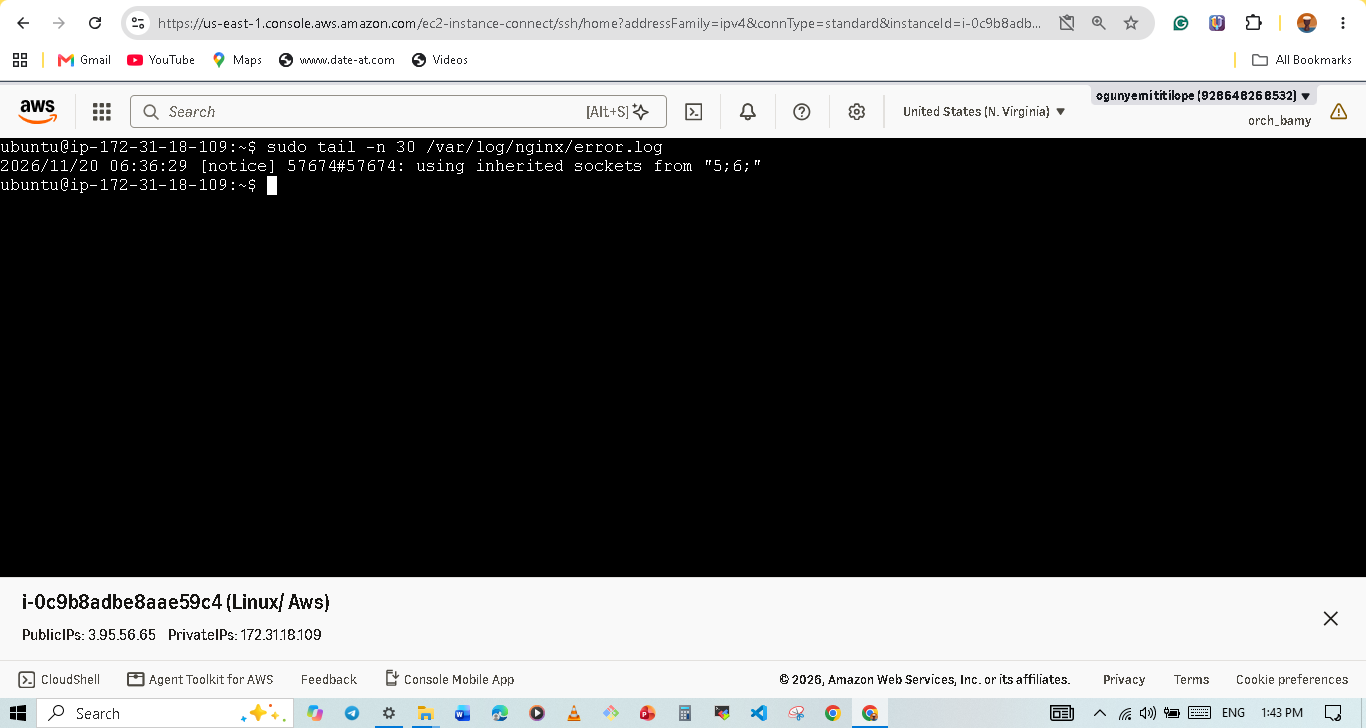 https://us-east-1.console.aws.amazon.com/ec2-instance-connect/ssh/home?addressFamily=ipv4&connType=standard&instanceId=i-0c9b8adb...
Gmail YouTube Maps www.date-at.com Videos All Bookmarks
aws Search [Alt+S] United States (N. Virginia) ▼ ogunyemititilope (928648268532) ▼
orch_bamy
ubuntu@ip-172-31-18-109:~$ sudo tail -n 30 /var/log/nginx/error.log
2026/11/20 06:36:29 [notice] 57674#57674: using inherited sockets from "5;6;"
ubuntu@ip-172-31-18-109:~$
i-0c9b8adbe8aae59c4 (Linux/ Aws)
PublicIPs: 3.95.56.65 PrivateIPs: 172.31.18.109
CloudShell Agent Toolkit for AWS Feedback Console Mobile App © 2026, Amazon Web Services, Inc. or its affiliates. Privacy Terms Cookie preferences
Search ENG 1:43 PM